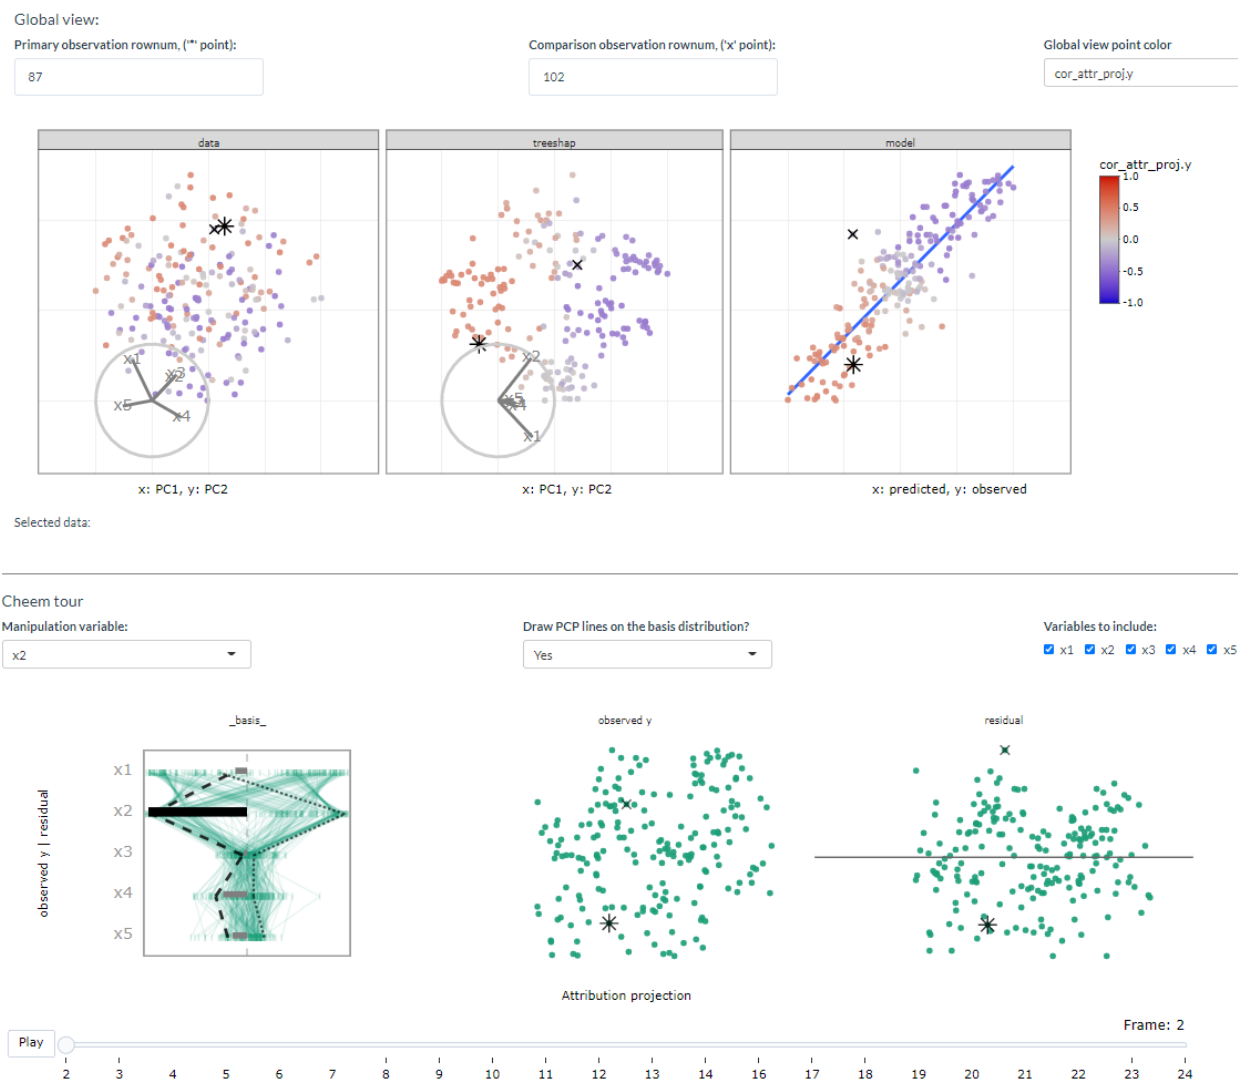 Global view:
Primary observation rownum, ('*' point):
Comparison observation rownum, ('x' point):
Global view point color
87
102
cor_attr_proj.y
data
treeshap
model
cor_attr_proj.y
1.0
0.5
0.0
-0.5
-1.0
x1
x3
x5
x4
x2
x5
x4
x1
x: PC1, y: PC2
x: PC1, y: PC2
x: predicted, y: observed
Selected data:
Cheem tour
Manipulation variable:
Draw PCP lines on the basis distribution?
Variables to include:
x2
Yes
x1 x2 x3 x4 x5
_basis_
observed y
residual
x1
x2
x3
x4
x5
observed y | residual
Attribution projection
Frame: 2
Play
2 3 4 5 6 7 8 9 10 11 12 13 14 15 16 17 18 19 20 21 22 23 24